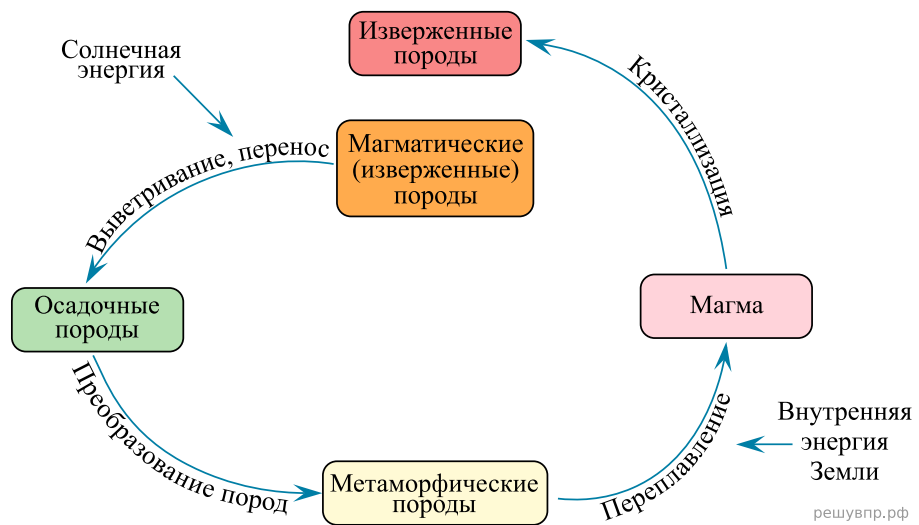 Изверженные
породы
Солнечная
энергия
Кристаллизация
Выветривание, перенос
Магматические
(изверженные)
породы
Осадочные
породы
Магма
Преобразование пород
Метаморфические
породы
Переплавление
Внутренняя
энергия
Земли
решувпр.рф